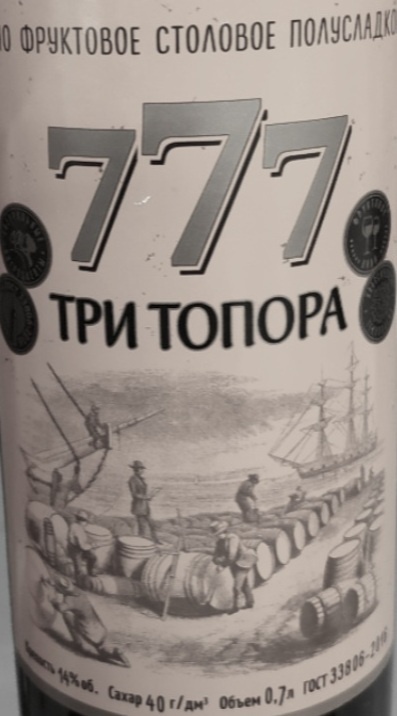 ФРУКТОВОЕ СТОЛОВОЕ ПОЛУСЛАДКО
777
ТРИ ТОПОРА
14% об. Сахар 40 г/дм³ Объем 0,7л ГОСТ 33806-2016